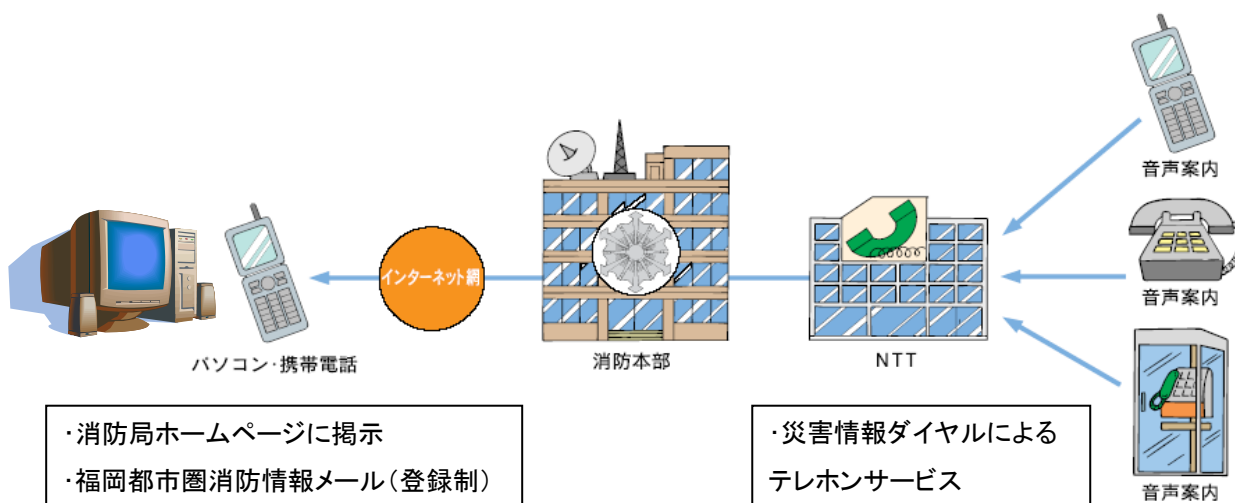 音声案内
インターネット網
音声案内
パソコン・携帯電話
消防本部
NTT
・消防局ホームページに掲示
・福岡都市圏消防情報メール（登録制）
・災害情報ダイヤルによる
テレホンサービス
音声案内